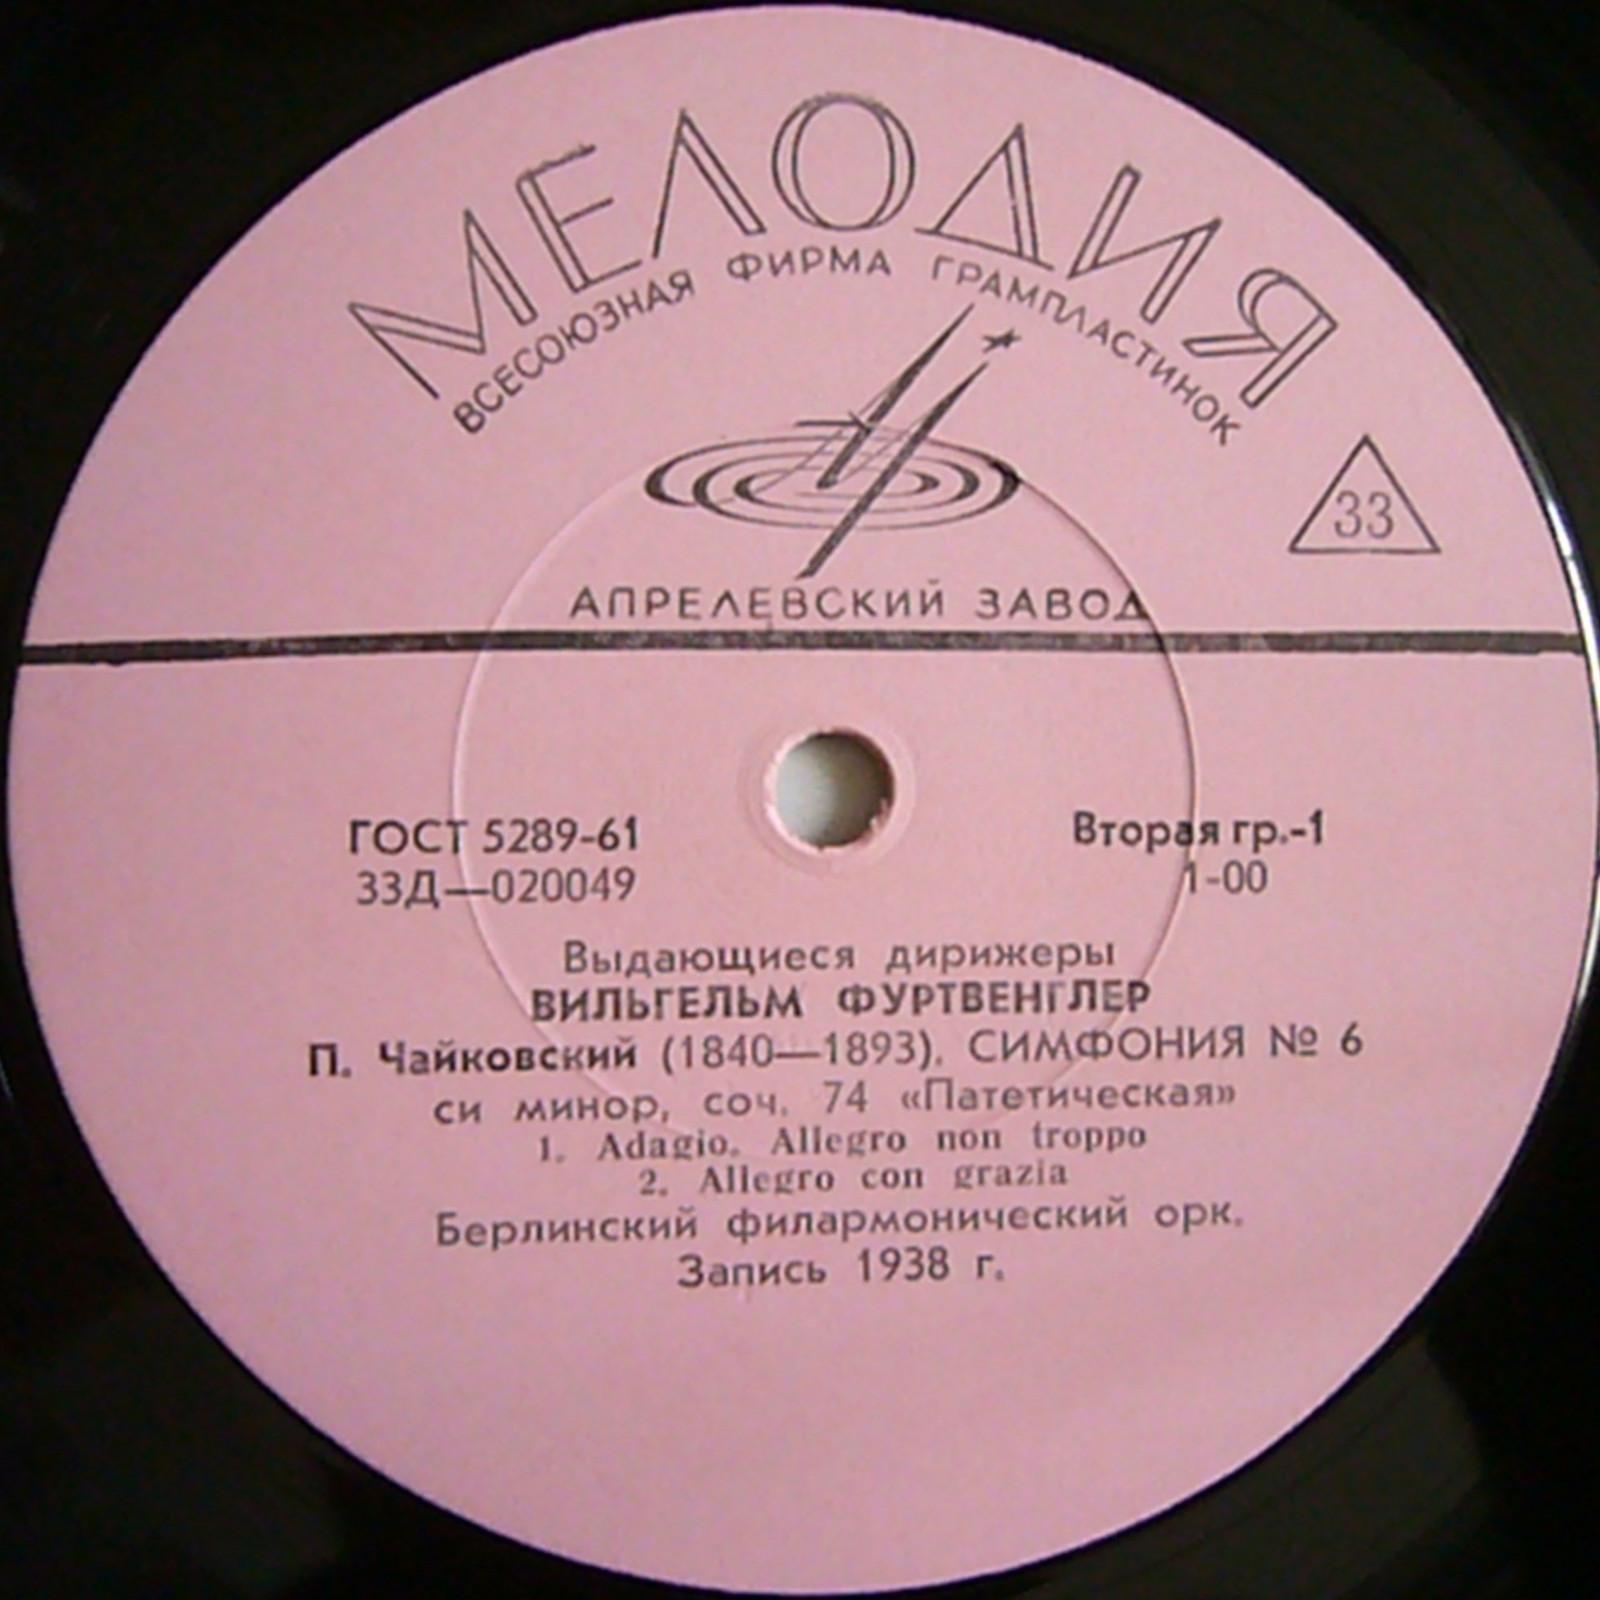 МЕЛОДИЯ
ВСЕСОЮЗНАЯ ФИРМА ГРАМПЛАСТИНОК
33
АПРЕЛЕВСКИЙ ЗАВОД
ГОСТ 5289-61
Вторая гр.-1
33Д—020049
1-00
Выдающиеся дирижеры
ВИЛЬГЕЛЬМ ФУРТВЕНГЛЕР
П. Чайковский (1840—1893). СИМФОНИЯ № 6
си минор, соч. 74 «Патетическая»
1. Adagio. Allegro non troppo
2. Allegro con grazia
Берлинский филармонический орк.
Запись 1938 г.